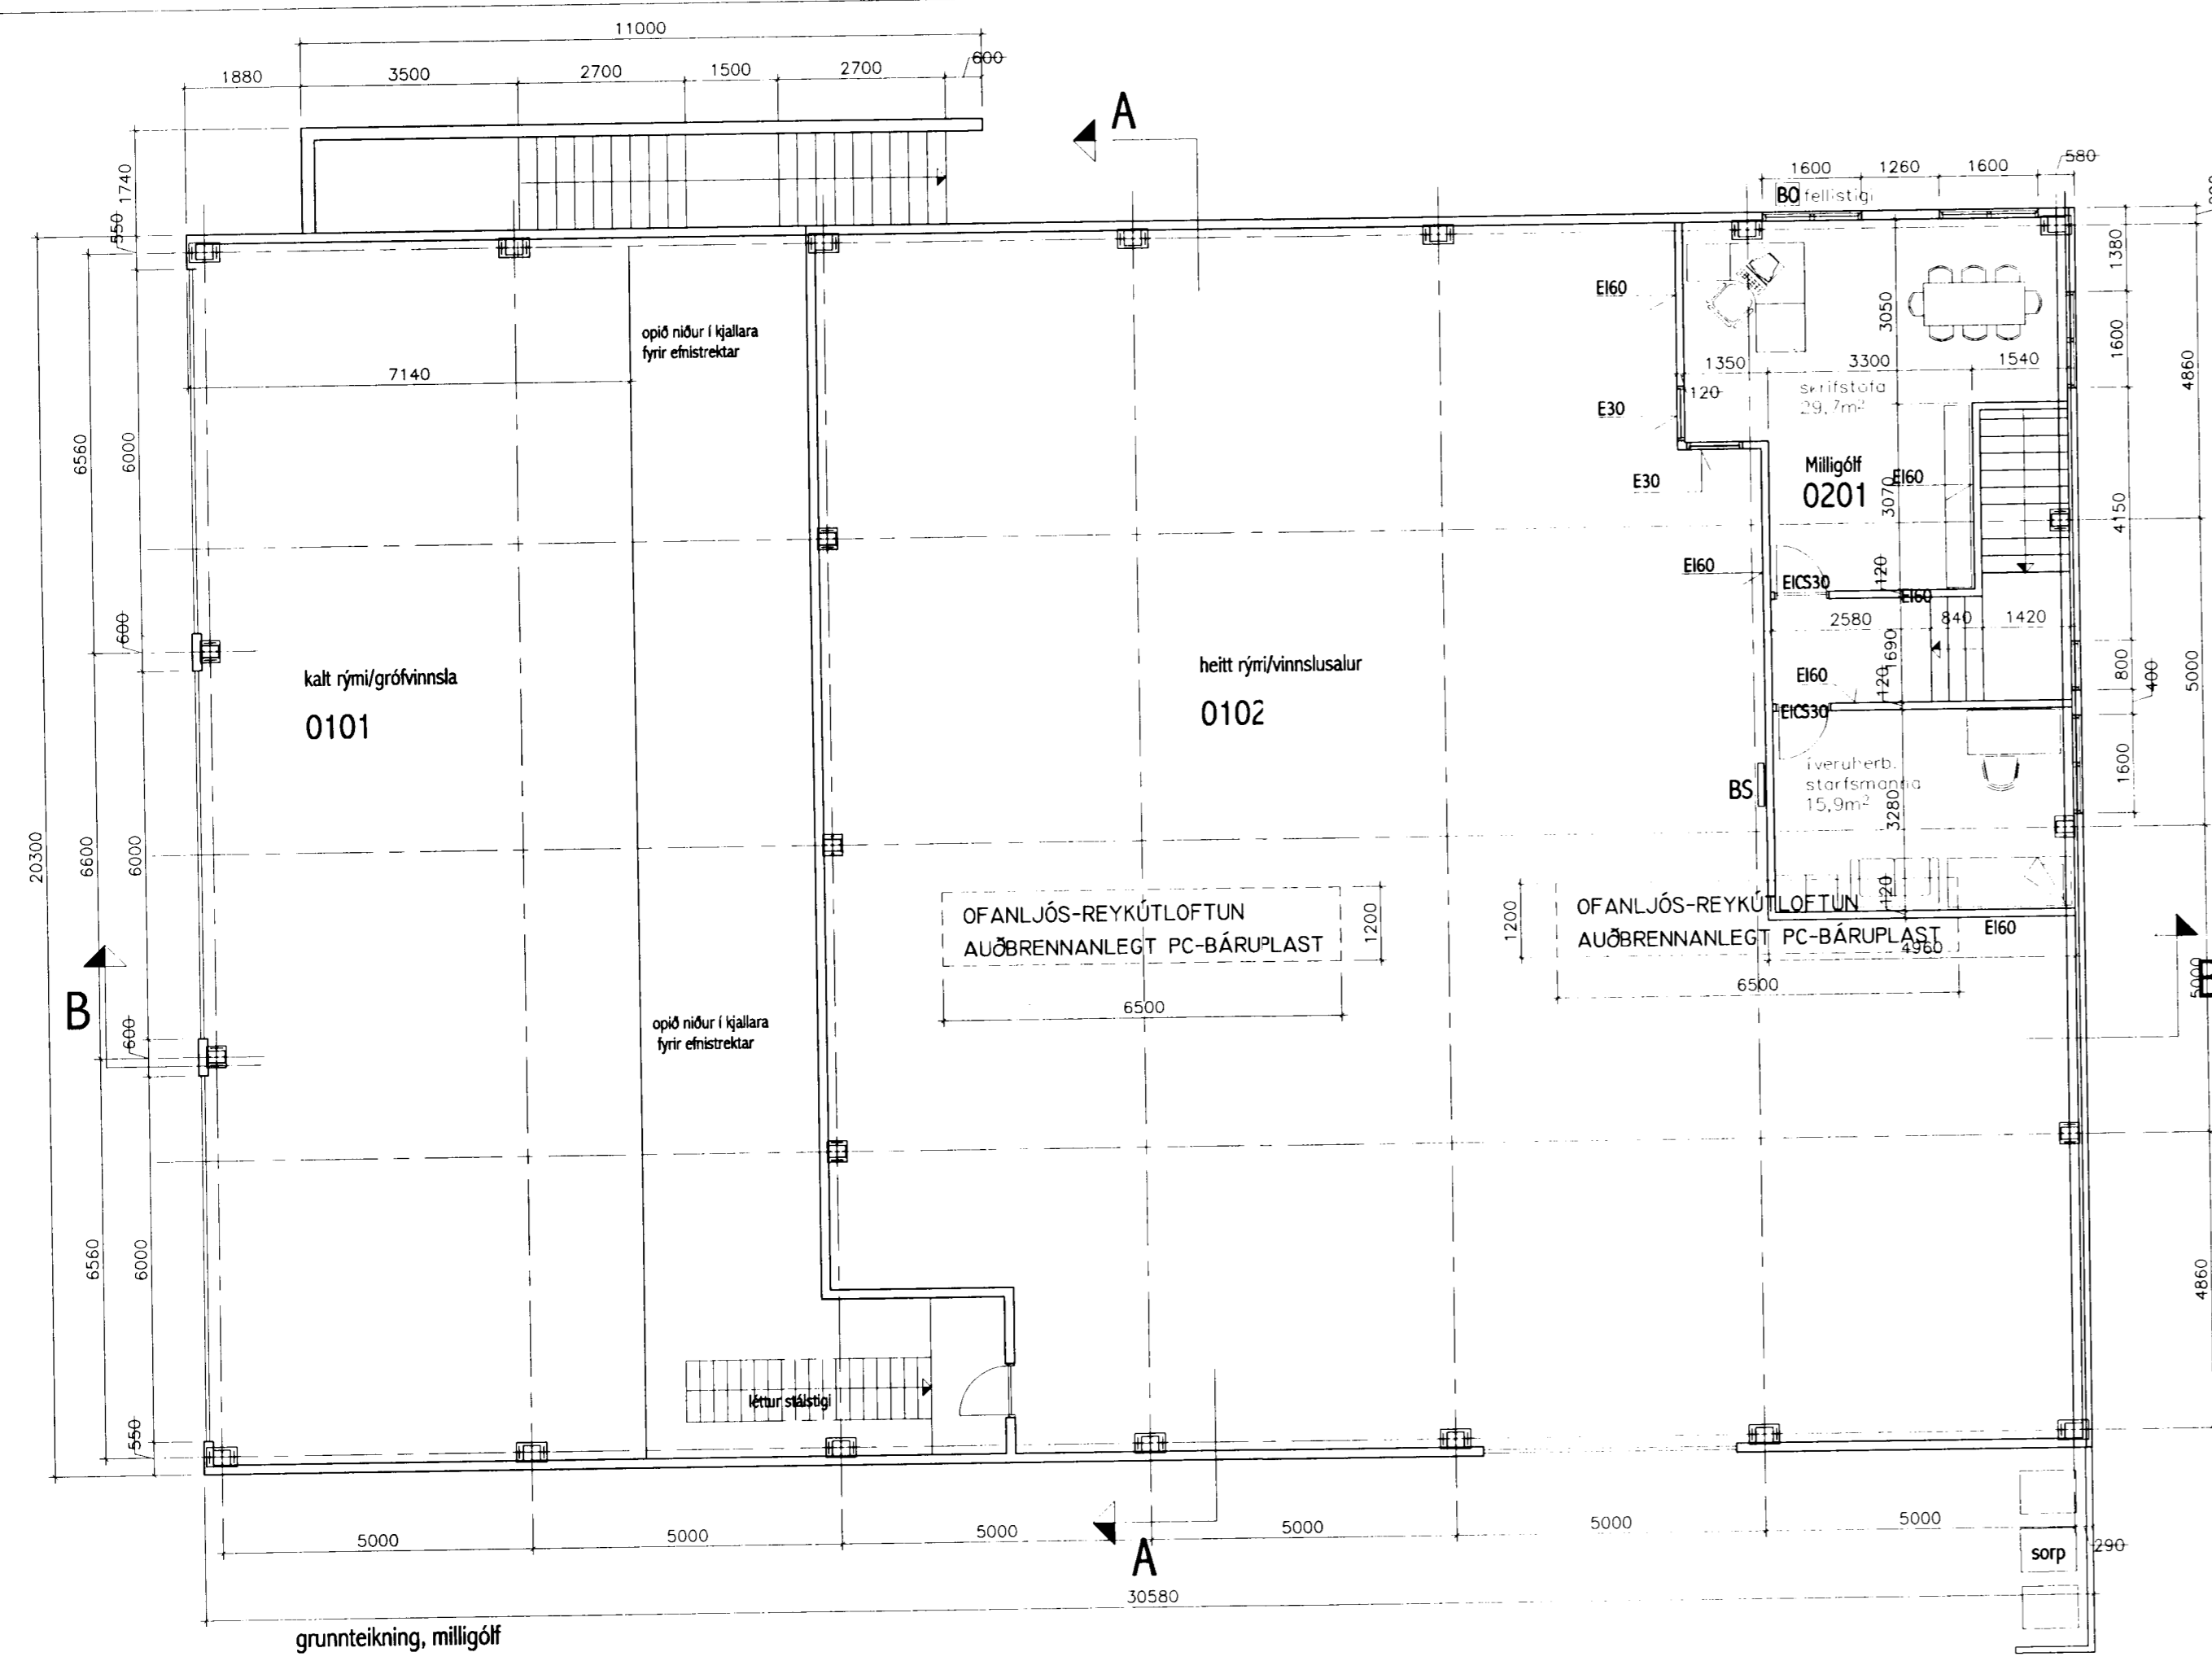 11000
1880
3500
2700
1500
2700
600
A
1600
1260
1600
580
BO fellistigi
1740
550
1380
EI60
opið niður í kjallara
fyrir efnistrektar
3050
1600
4860
7140
1350
3300
1540
120
skrifstofa
29,7m²
E30
6560
6000
Milligólf
0201
EI60
E30
3070
4150
20300
600
EI60
EICS30
120
EI60
2580
840
1420
kalt rými/grófvinnsla
0101
heitt rými/vinnslusalur
0102
1690
EI60
120
800
400
5000
EICS30
íveruherb.
starfsmanna
15,9m²
BS
1600
3280
6600
6000
OFANLJÓS-REYKÚTLOFTUN
AUÐBRENNANLEGT PC-BÁRUPLAST
1200
6500
1200
120
OFANLJÓS-REYKÚTLOFTUN
AUÐBRENNANLEGT PC-BÁRUPLAST
EI60
4960
6500
5000
B
600
opið niður í kjallara
fyrir efnistrektar
6560
6000
4860
léttur stálstigi
550
5000
5000
5000
5000
5000
5000
A
sorp
290
30580
grunnteikning, milligólf